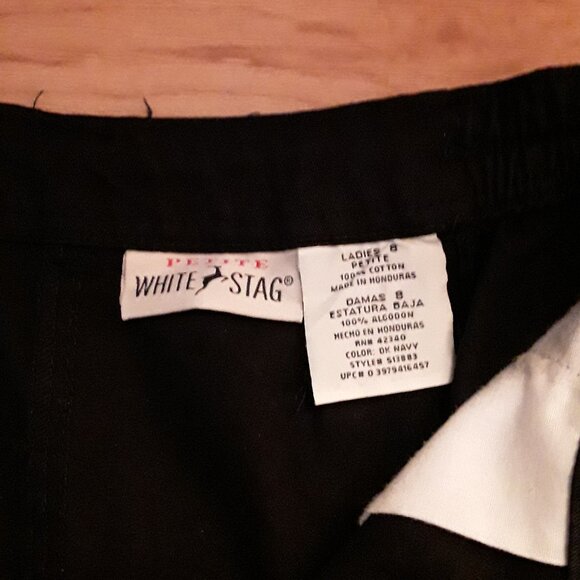 PETITE
WHITE STAG®
LADIES 8
PETITE
100% COTTON
MADE IN HONDURAS
DAMAS 8
ESTATURA BAJA
100% ALGODON
HECHO EN HONDURAS
RN# 42340
COLOR: DK NAVY
STYLE# 513883
UPC# 0 3979416457